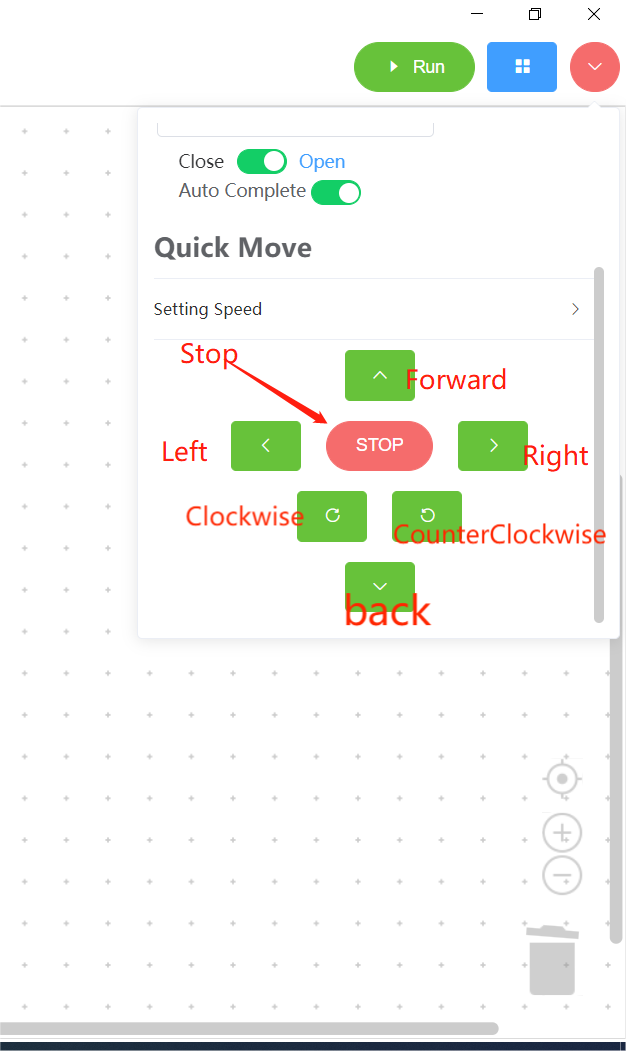 Run
Close Open
Auto Complete
Quick Move
Setting Speed
Stop
Forward
Left STOP Right
Clockwise CounterClockwise
back